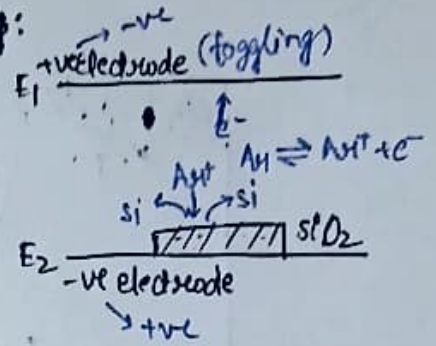 → -ve
E1 +ve electrode (toggling)
e-
Ar ⇌ Ar+ + e-
Ar+
Si Si
SiO2
E2
-ve electrode
→ +ve